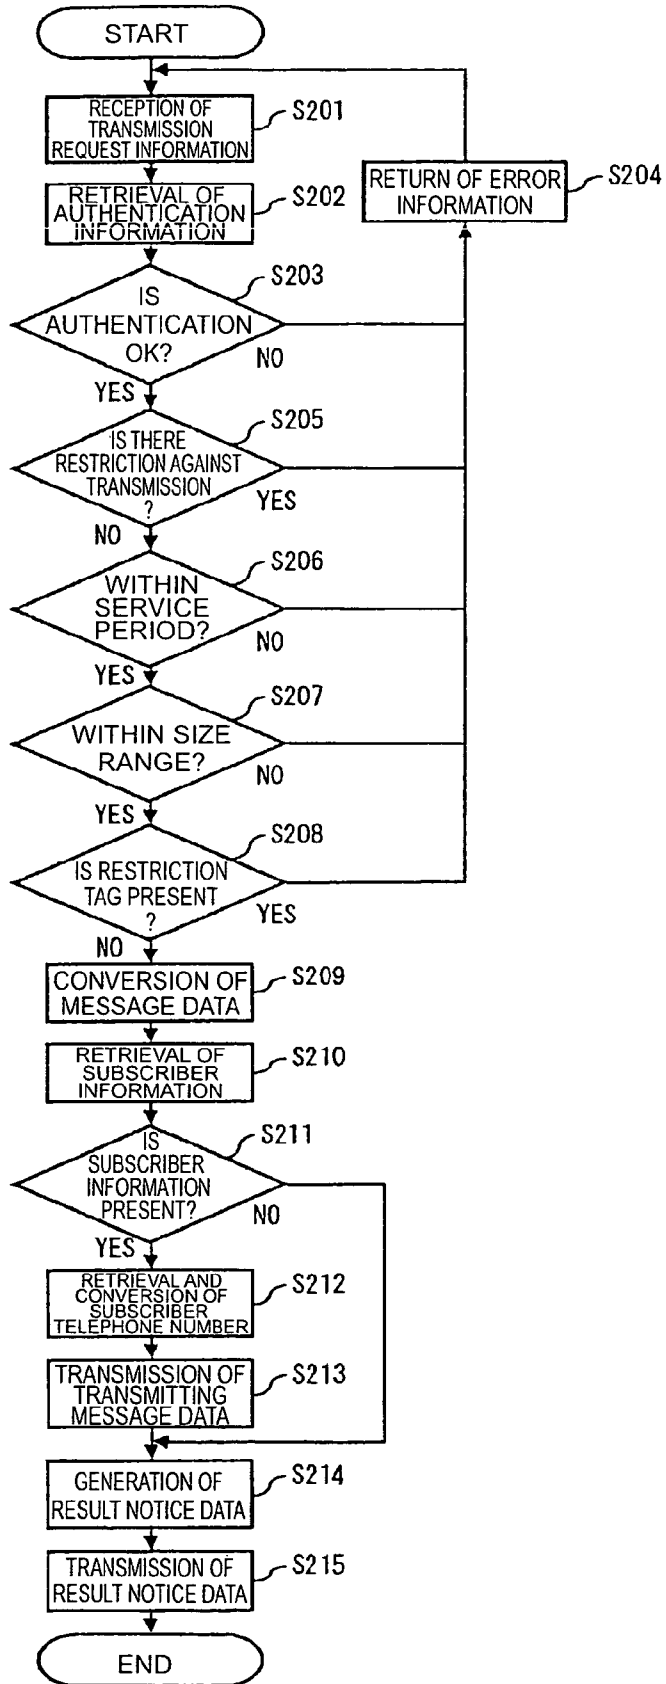 START
RECEPTION OF
TRANSMISSION
REQUEST INFORMATION
S201
RETRIEVAL OF
AUTHENTICATION
INFORMATION
S202
RETURN OF ERROR
INFORMATION
S204
IS
AUTHENTICATION
OK?
S203
NO
YES
IS THERE
RESTRICTION AGAINST
TRANSMISSION
?
S205
YES
NO
WITHIN
SERVICE
PERIOD?
S206
NO
YES
WITHIN SIZE
RANGE?
S207
NO
YES
IS RESTRICTION
TAG PRESENT
?
S208
YES
NO
CONVERSION OF
MESSAGE DATA
S209
RETRIEVAL OF
SUBSCRIBER
INFORMATION
S210
IS
SUBSCRIBER
INFORMATION
PRESENT?
S211
NO
YES
RETRIEVAL AND
CONVERSION OF
SUBSCRIBER
TELEPHONE NUMBER
S212
TRANSMISSION OF
TRANSMITTING
MESSAGE DATA
S213
GENERATION OF
RESULT NOTICE DATA
S214
TRANSMISSION OF
RESULT NOTICE DATA
S215
END